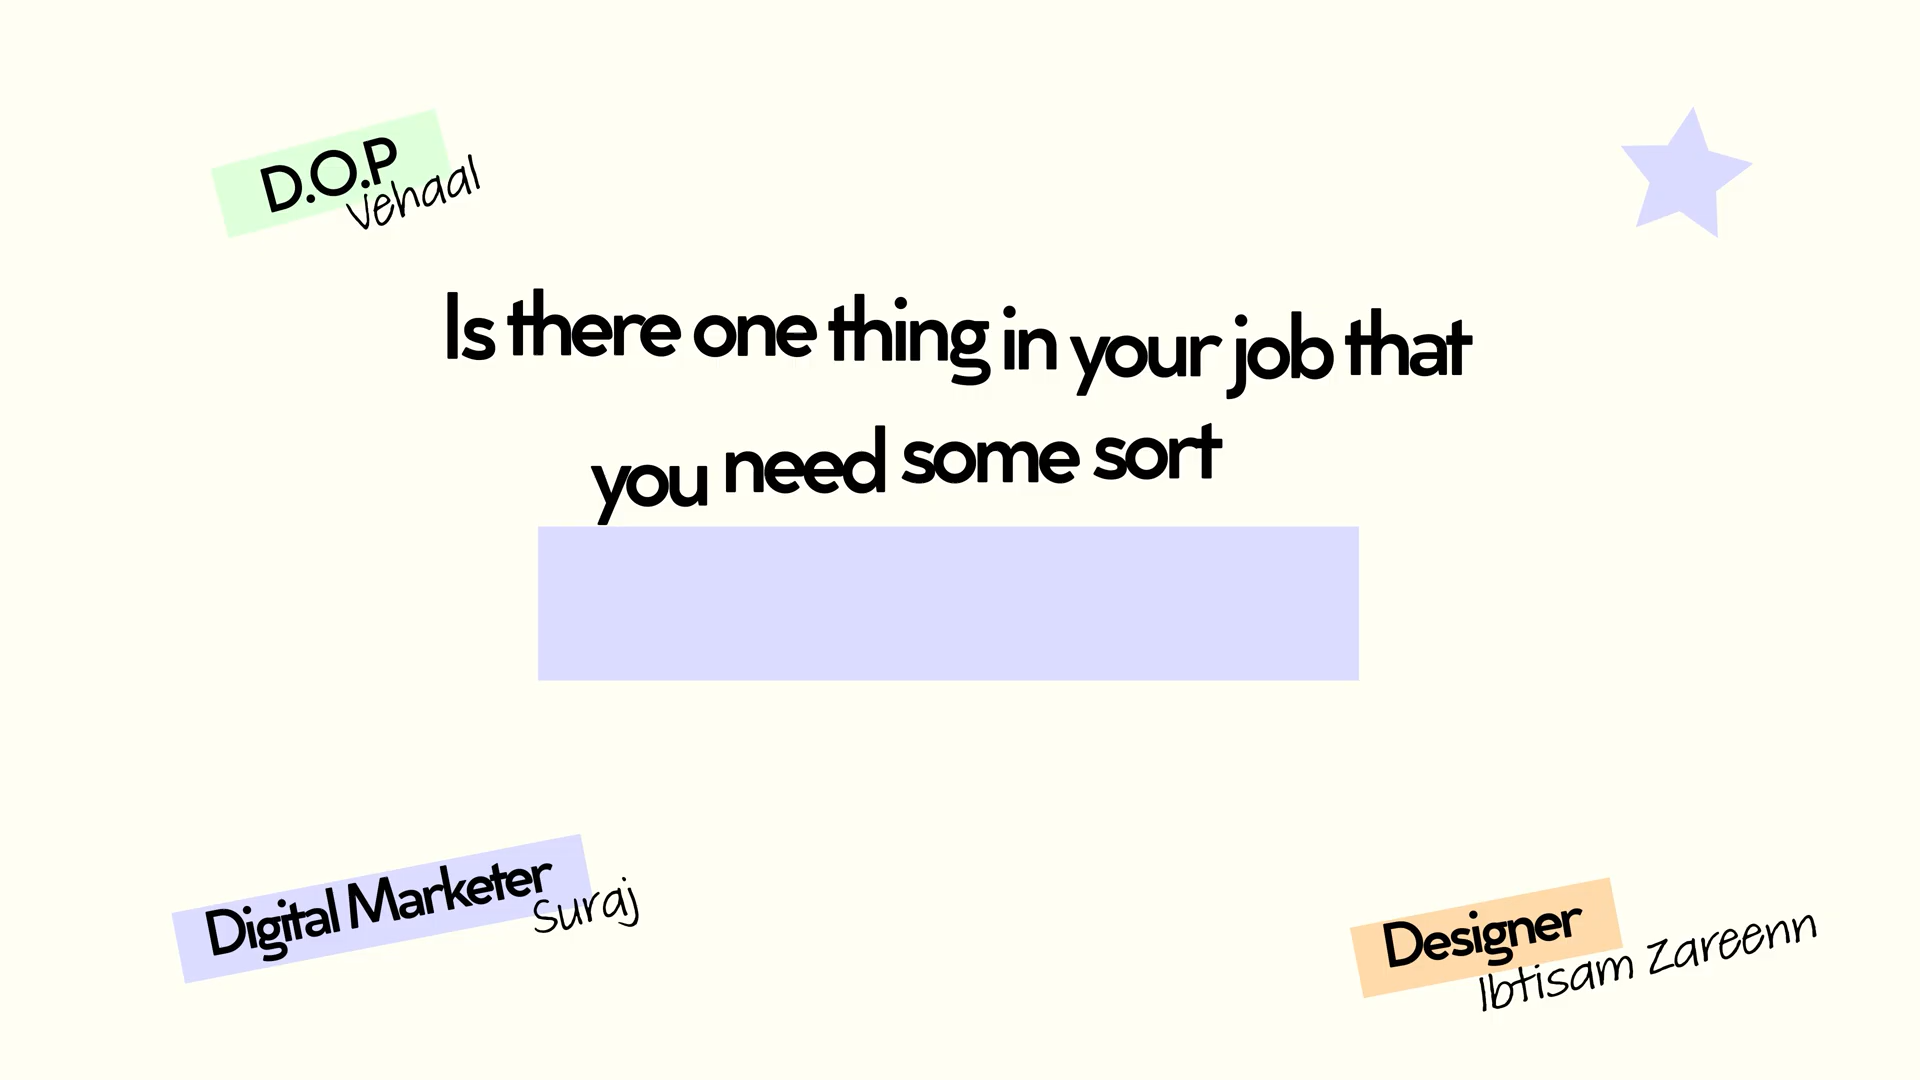 D.O.P
Vehaal
Is there one thing in your job that
you need some sort
Digital Marketer
Suraj
Designer
Ibtisam Zareenn